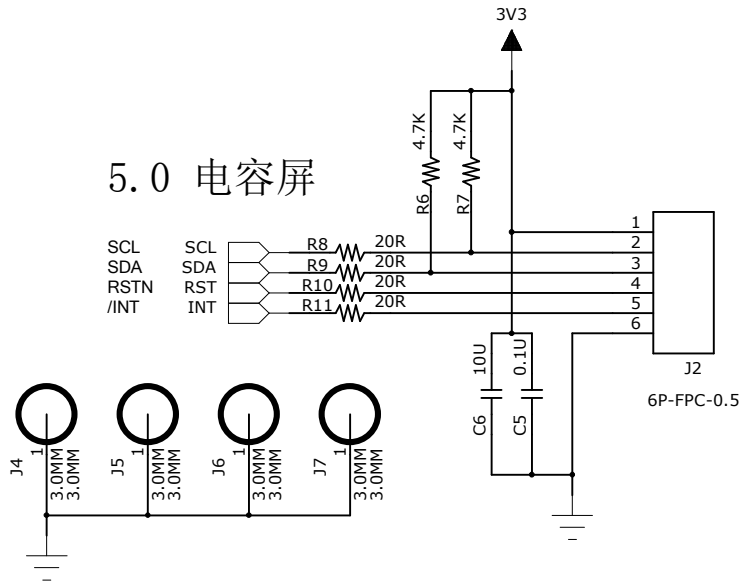 3V3
4.7K
4.7K
5.0 电容屏
R6
R7
1
SCL SCL R8 20R 2
SDA SDA R9 20R 3
RSTN RST R10 20R 4
/INT INT R11 20R 5
6
10U
0.1U
J2
6P-FPC-0.5
C6
C5
J4
1
3.0MM
3.0MM
J5
1
3.0MM
3.0MM
J6
1
3.0MM
3.0MM
J7
1
3.0MM
3.0MM